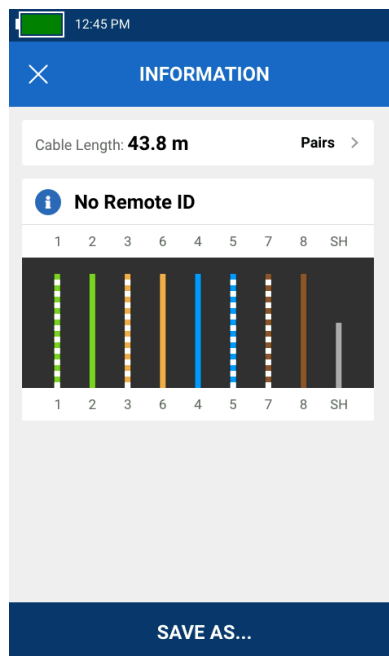 12:45 PM
INFORMATION
Cable Length: 43.8 m Pairs >
i No Remote ID
1 2 3 6 4 5 7 8 SH
1 2 3 6 4 5 7 8 SH
SAVE AS...